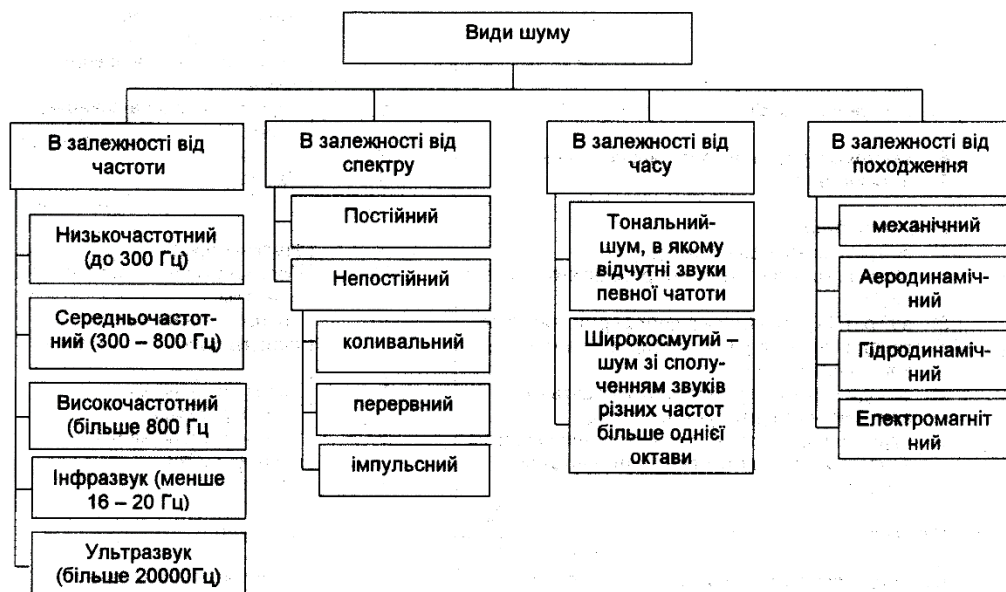 Види шуму
В залежності від
частоти
Низькочастотний
(до 300 Гц)
Середньочастот-
ний (300 – 800 Гц)
Високочастотний
(більше 800 Гц
Інфразвук (менше
16 – 20 Гц)
Ультразвук
(більше 20000Гц)
В залежності від
спектру
Постійний
Непостійний
коливальний
перервний
імпульсний
В залежності від
часу
Тональний-
шум, в якому
відчутні звуки
певної чатоти
Широкосмугий –
шум зі сполу-
ченням звуків
різних частот
більше однієї
октави
В залежності від
походження
механічний
Аеродинаміч-
ний
Гідродинаміч-
ний
Електромагніт
ний